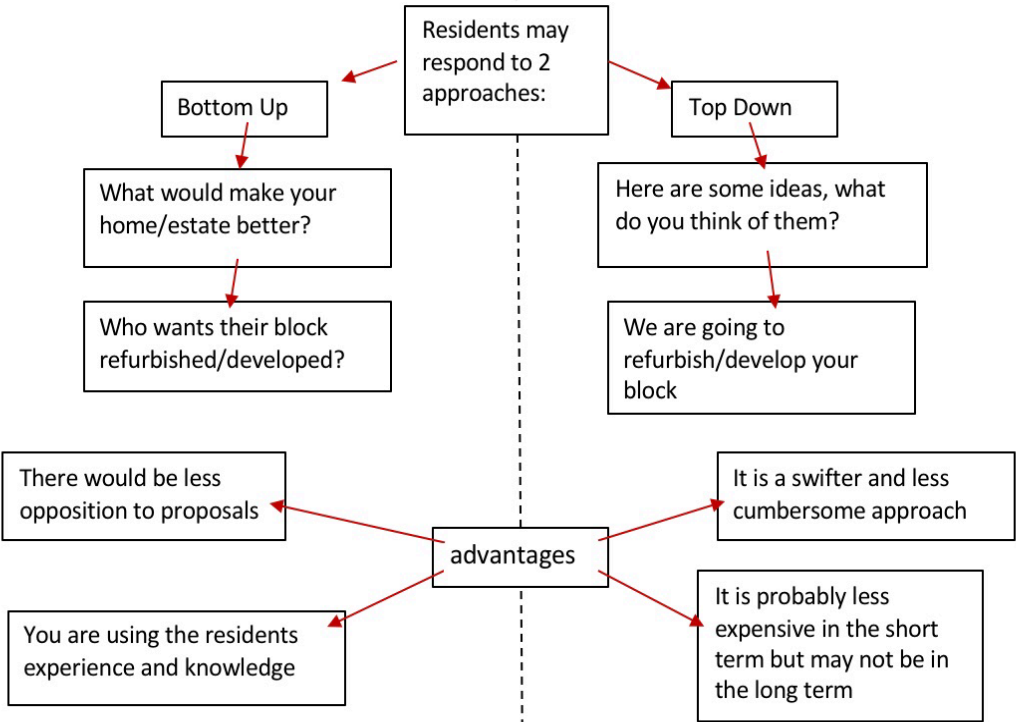 Residents may
respond to 2
approaches:
Bottom Up
Top Down
What would make your
home/estate better?
Here are some ideas, what
do you think of them?
Who wants their block
refurbished/developed?
We are going to
refurbish/develop your
block
There would be less
opposition to proposals
It is a swifter and less
cumbersome approach
advantages
You are using the residents
experience and knowledge
It is probably less
expensive in the short
term but may not be in
the long term